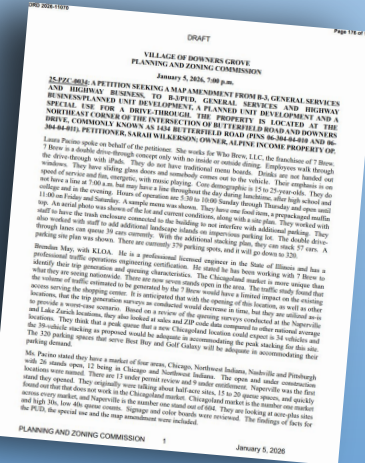 ORD 2026-11070
Page 176 of
DRAFT
VILLAGE OF DOWNERS GROVE
PLANNING AND ZONING COMMISSION
January 5, 2026, 7:00 p.m.
25-PZC-0034: A PETITION SEEKING A MAP AMENDMENT FROM B-3, GENERAL SERVICES
AND HIGHWAY BUSINESS, TO B-3/PUD, GENERAL SERVICES AND HIGHWAY
BUSINESS/PLANNED UNIT DEVELOPMENT, A PLANNED UNIT DEVELOPMENT AND A
SPECIAL USE FOR A DRIVE-THROUGH. THE PROPERTY IS LOCATED AT THE
NORTHEAST CORNER OF THE INTERSECTION OF BUTTERFIELD ROAD AND DOWNERS
DRIVE, COMMONLY KNOWN AS 1434 BUTTERFIELD ROAD (PINS 06-304-04-010 AND 06-
304-04-011). PETITIONER, SARAH WILKERSON; OWNER, ALPINE INCOME PROPERTY OP.
Laura Pacino spoke on behalf of the petitioner. She works for Who Brew, LLC, the franchisee of 7 Brew.
7 Brew is a double drive-through concept only with no inside or outside dining. Employees walk through
the drive-through with iPads. They do not have traditional menu boards. Drinks are not handed out
windows. They have sliding glass doors and somebody comes out to the vehicle. Their emphasis is on
speed of service and fun, energetic, with music playing. Core demographic is 15 to 25-year-olds. They do
not have a line at 7:00 a.m. but may have a line throughout the day during lunchtime, after high school and
college and in the evening. Hours of operation are 5:30 to 10:00 Sunday through Thursday and open until
11:00 on Friday and Saturday. A sample menu was shown. They have one food item, a prepackaged muffin
top. An aerial photo was shown of the lot and current conditions, along with a site plan. They worked with
staff to have the trash enclosure connected to the building to not interfere with additional parking. They
also worked with staff to add additional landscape islands on impervious parking lot. The double drive-
through lanes can queue 39 cars. With the additional stacking plan, they can stack 57 cars. A
parking site plan was shown. There are currently 379 parking spots, and it will go down to 320.
Brendan May, with KLOA. He is a professional licensed engineer in the State of Illinois and has a
professional traffic operations engineering certification. He stated he has been working with 7 Brew to
identify their trip generation and queuing characteristics. The Chicagoland market is more unique than
what they are seeing nationwide. There are now seven stands open in the area. The traffic study found that
the volume of traffic estimated to be generated by the 7 Brew would have a limited impact on the existing
access serving the shopping center. It is anticipated that with the opening of this location, as well as other
locations, that the trip generation surveys as conducted would decrease in time, but they are utilized as-is
to provide a worst-case scenario. Based on a review of the queuing surveys conducted at the Naperville
and Lake Zurich locations, they also looked at sales and ZIP code data compared to other national average
locations. They think that a peak queue that a new Chicagoland location could expect is 34 vehicles and
the 39-vehicle stacking as proposed would be adequate in accommodating the peak stacking for this site.
The 320 parking spaces that serve Best Buy and Golf Galaxy will be adequate in accommodating their
parking demand.
Ms. Pacino stated they have a market of four areas, Chicago, Northwest Indiana, Nashville and Pittsburgh
with 26 stands open, 12 being in Chicago and Northwest Indiana. The open and under construction
locations were named. There are 13 under permit review and 9 under entitlement. Naperville was the first
stand they opened. They originally were talking about half-acre sites, 15 to 20 queue spaces, and quickly
found out that that does not work in the Chicagoland market. Chicagoland market is the number one market
across every market, and Naperville is the number one stand out of 604. They are looking at acre-plus sites
and high 30s, low 40s queue counts. Signage and color boards were reviewed. The findings of facts for
the PUD, the special use and the map amendment were included.
PLANNING AND ZONING COMMISSION
1
January 5, 2026